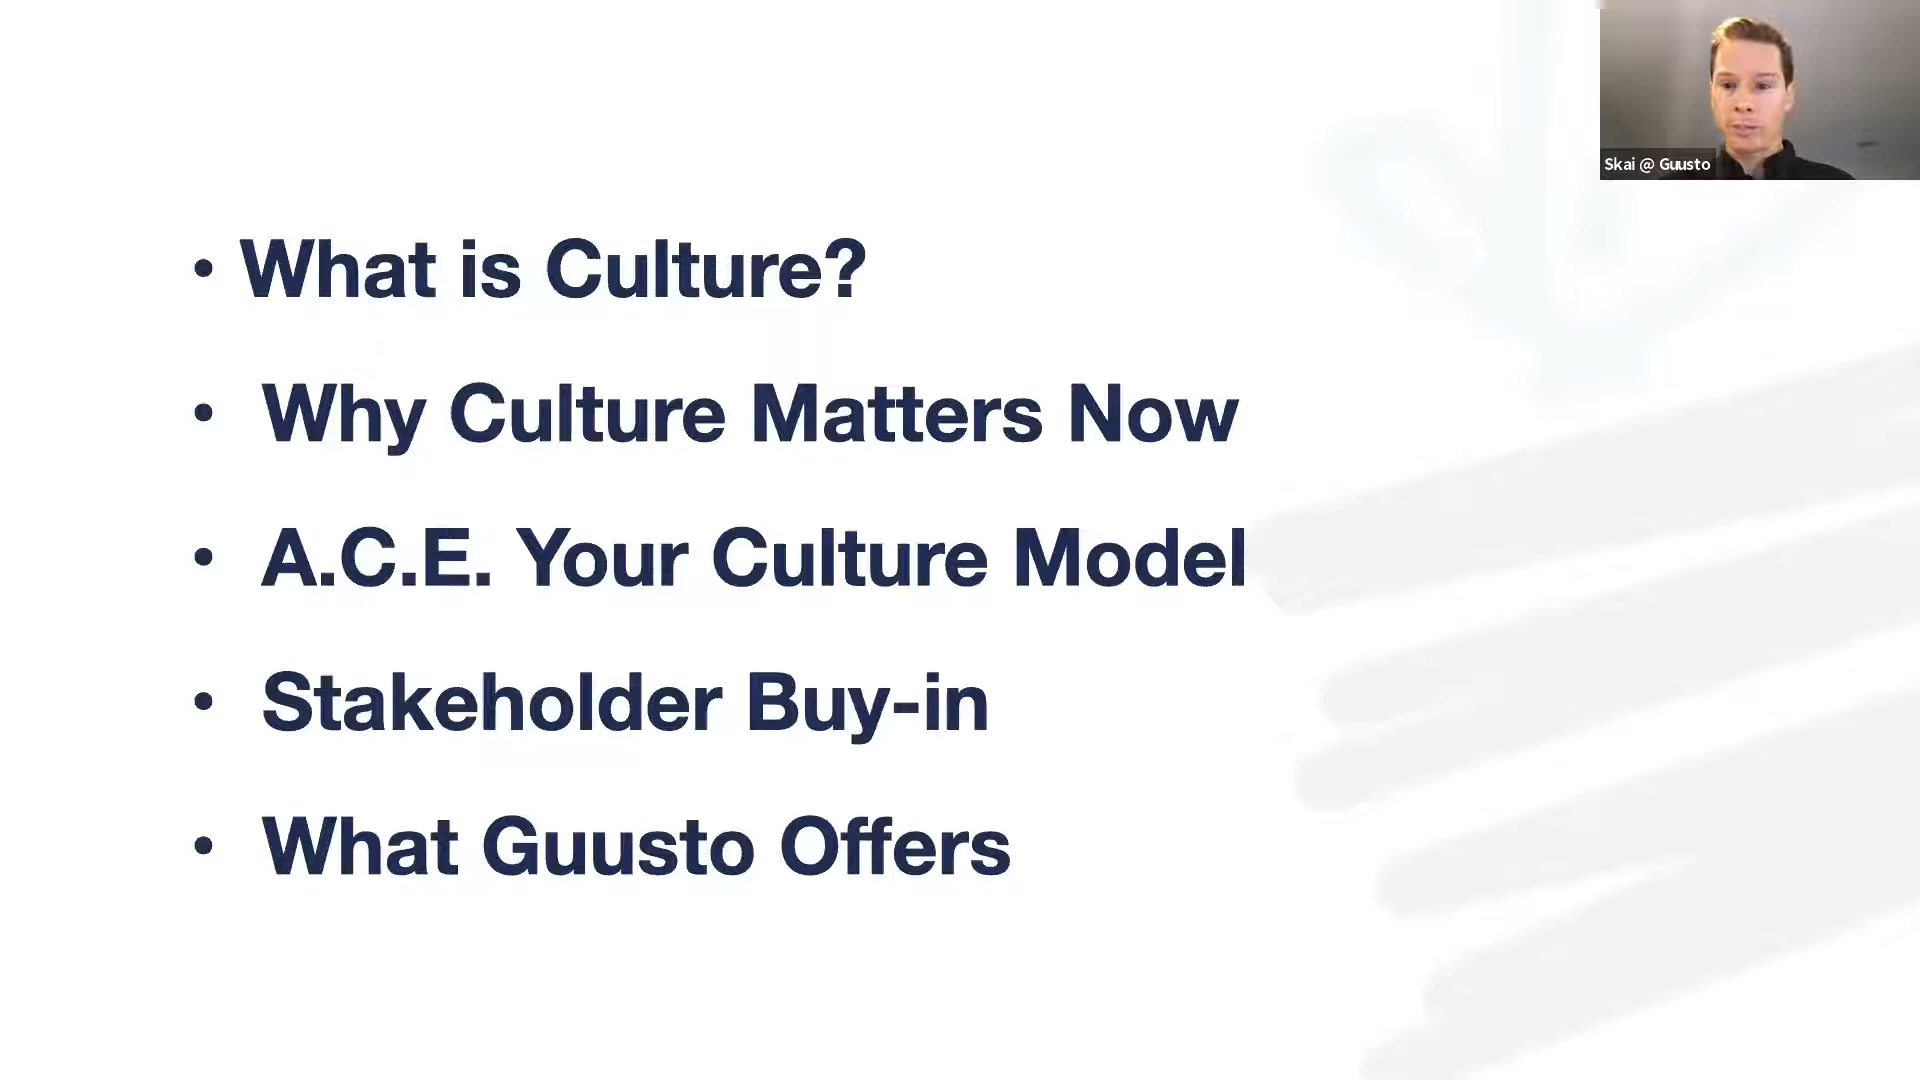 Skai @ Guusto
• What is Culture?
• Why Culture Matters Now
• A.C.E. Your Culture Model
• Stakeholder Buy-in
• What Guusto Offers